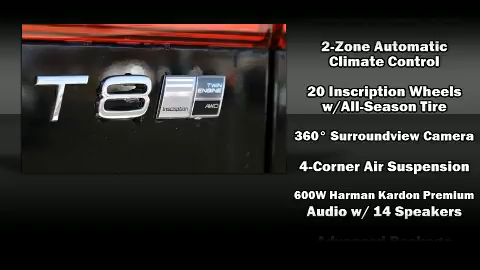 T8
Inscription
TWIN
ENGINE
AWD
2-Zone Automatic
Climate Control
20 Inscription Wheels
w/All-Season Tire
360° Surroundview Camera
4-Corner Air Suspension
600W Harman Kardon Premium
Audio w/ 14 Speakers